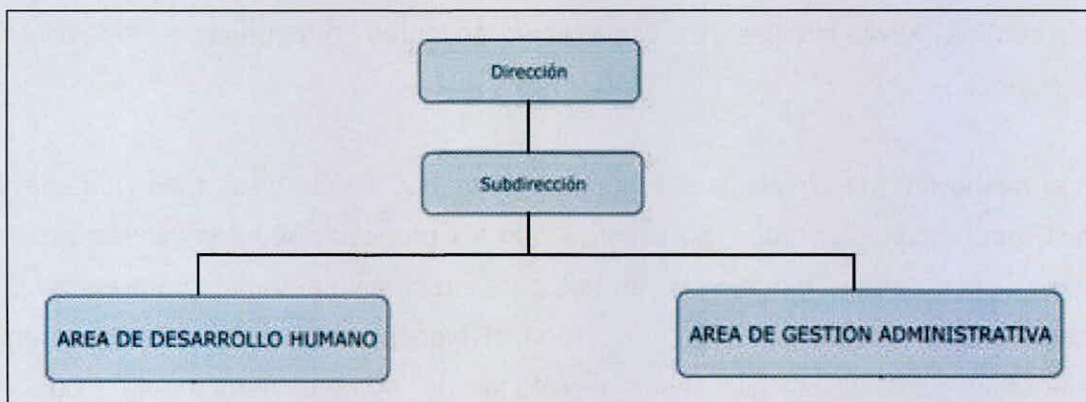 Dirección
Subdirección
AREA DE DESARROLLO HUMANO
AREA DE GESTION ADMINISTRATIVA